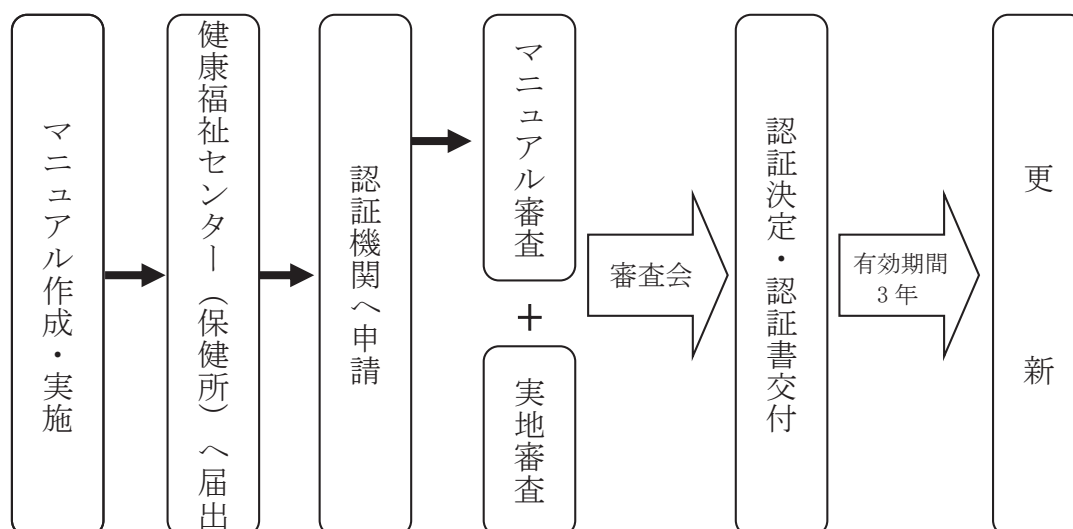 マニュアル作成・実施
健康福祉センター（保健所）へ届出
認証機関へ申請
マニュアル審査
＋
実地審査
審査会
認証決定・認証書交付
有効期間
3年
更新